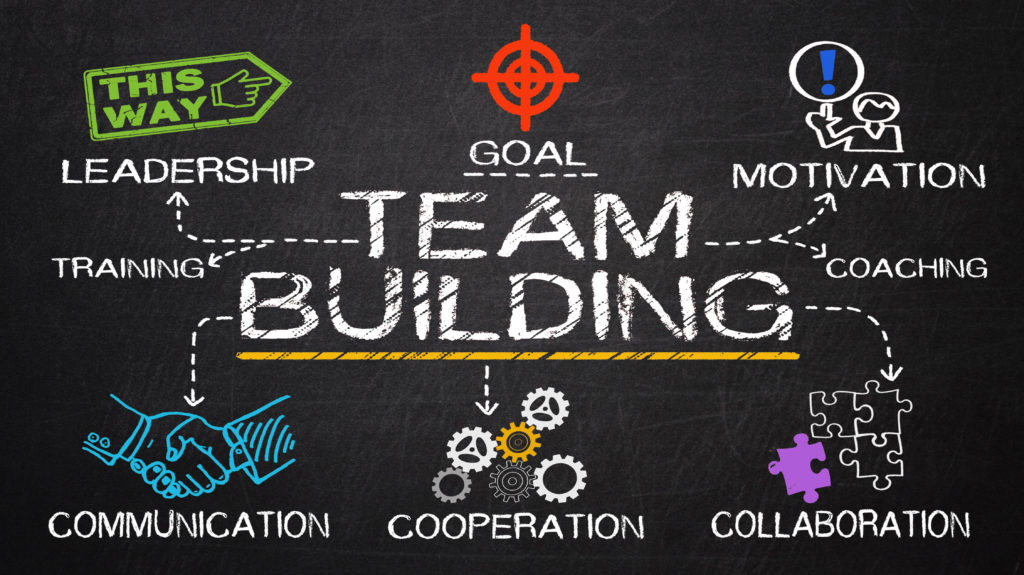 THIS
WAY
LEADERSHIP
GOAL
!
MOTIVATION
TEAM
TRAINING
COACHING
BUILDING
COMMUNICATION
COOPERATION
COLLABORATION